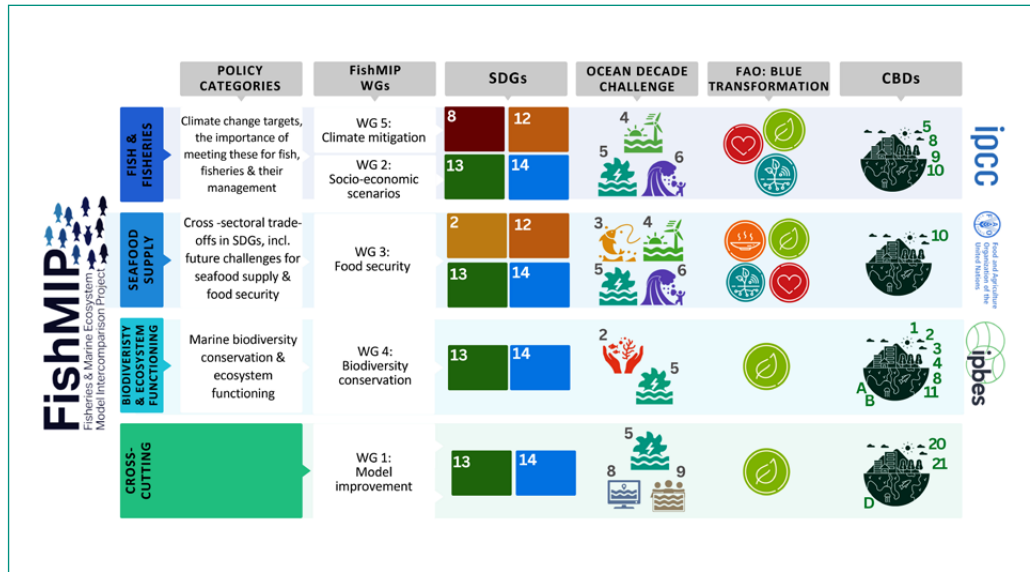 POLICY
CATEGORIES
FishMIP
WGs
SDGs
OCEAN DECADE
CHALLENGE
FAO: BLUE
TRANSFORMATION
CBDs
FishMIP
Fisheries & Marine Ecosystem
Model Intercomparison Project
FISH &
FISHERIES
Climate change targets,
the importance of
meeting these for fish,
fisheries & their
management
WG 5:
Climate mitigation
WG 2:
Socio-economic
scenarios
8
12
13
14
4
5
6
5
8
9
10
ipcc
SEAFOOD
SUPPLY
Cross -sectoral trade-
offs in SDGs, incl.
future challenges for
seafood supply &
food security
WG 3:
Food security
2
12
13
14
3
4
5
6
10
Food and Agriculture
Organization of the
United Nations
BIODIVERISTY
& ECOSYSTEM
FUNCTIONING
Marine biodiversity
conservation &
ecosystem
functioning
WG 4:
Biodiversity
conservation
13
14
2
5
1
2
3
4
8
11
A
B
ipbes
CROSS-
CUTTING
WG 1:
Model
improvement
13
14
5
8
9
20
21
D